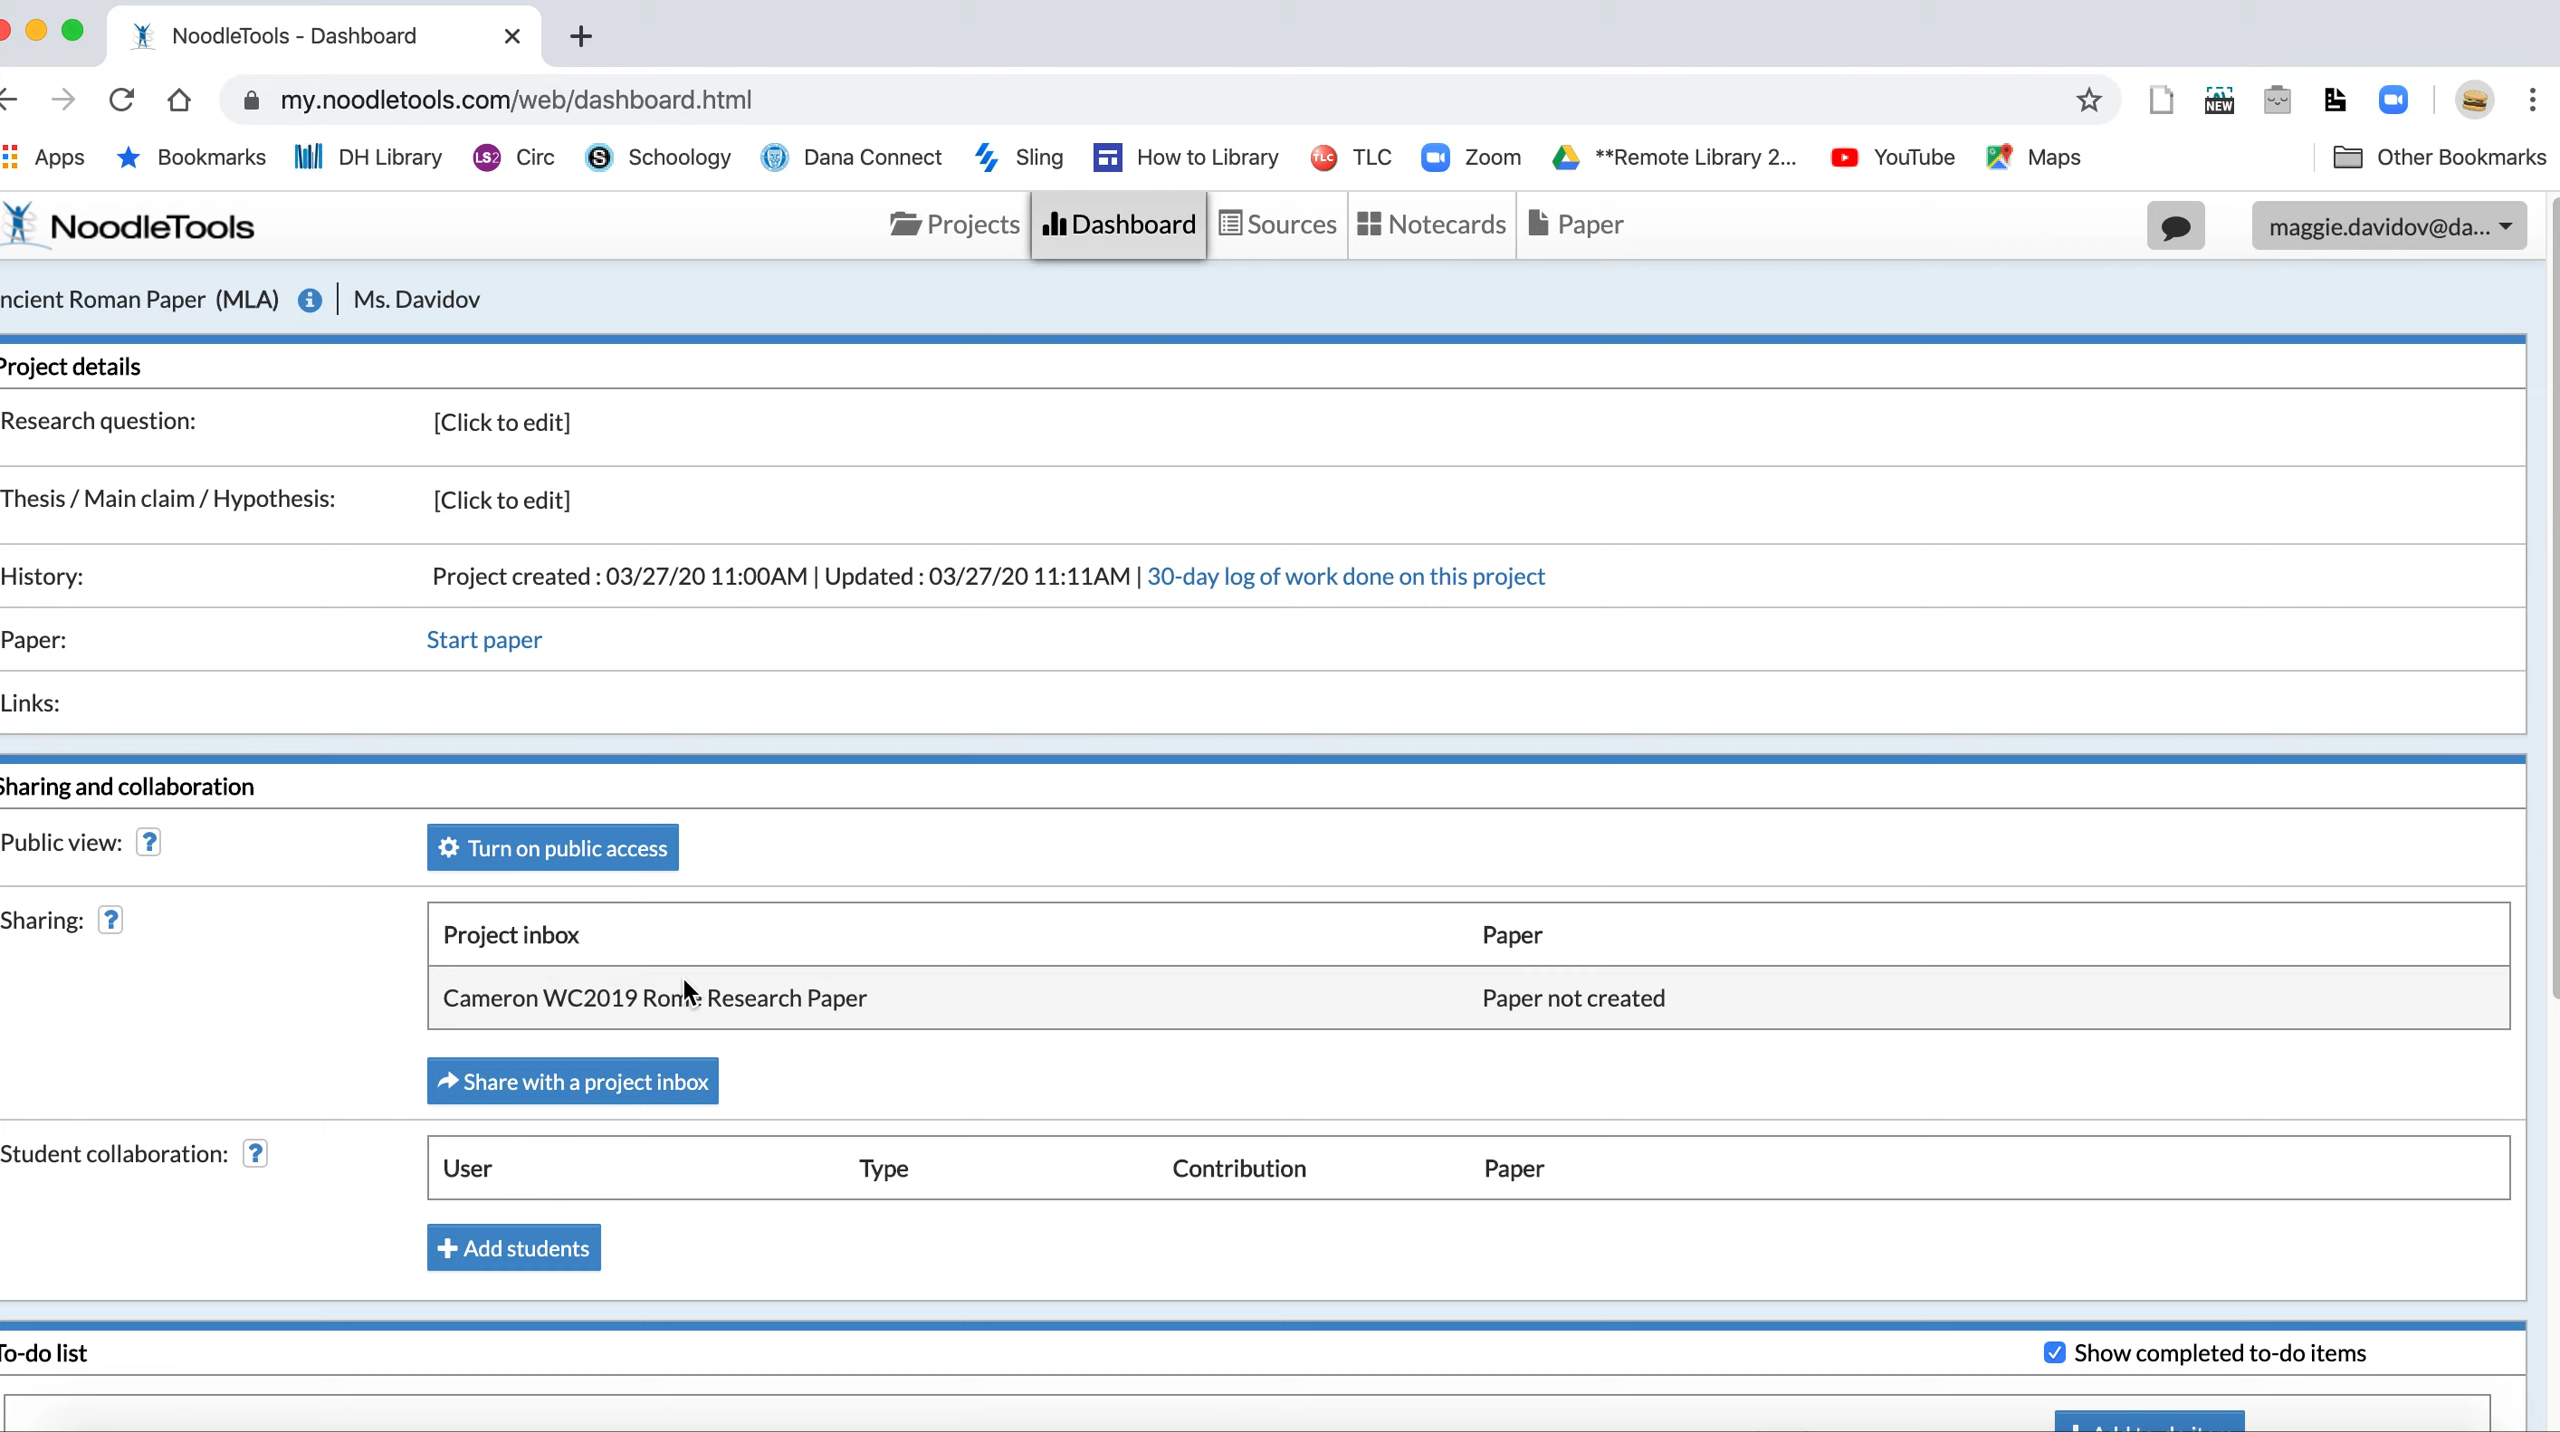 NoodleTools - Dashboard
my.noodletools.com/web/dashboard.html
NEW
Apps Bookmarks DH Library LS2 Circ S Schoology Dana Connect Sling How to Library TLC TLC Zoom **Remote Library 2... YouTube Maps Other Bookmarks
NoodleTools Projects Dashboard Sources Notecards Paper maggie.davidov@da...
ncient Roman Paper (MLA) i | Ms. Davidov
Project details
Research question: [Click to edit]
Thesis / Main claim / Hypothesis: [Click to edit]
History: Project created : 03/27/20 11:00AM | Updated : 03/27/20 11:11AM | 30-day log of work done on this project
Paper: Start paper
Links:
Sharing and collaboration
Public view: ? Turn on public access
Sharing: ? Project inbox Paper
Cameron WC2019 Rome Research Paper Paper not created
Share with a project inbox
Student collaboration: ? User Type Contribution Paper
Add students
To-do list Show completed to-do items